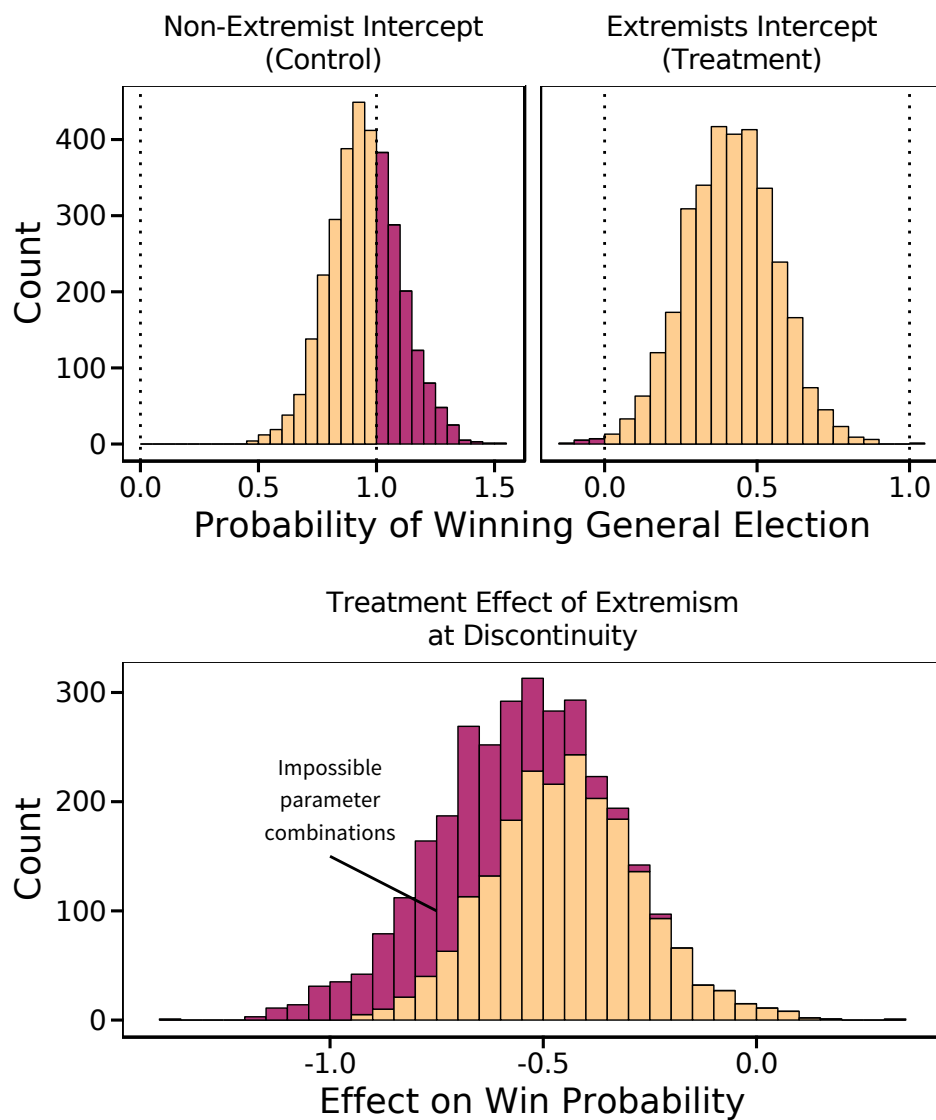 Non-Extremist Intercept
(Control)
Extremists Intercept
(Treatment)
Count
400
300
200
100
0
0.0
0.5
1.0
1.5
0.0
0.5
1.0
Probability of Winning General Election
Treatment Effect of Extremism
at Discontinuity
Count
300
200
100
0
Impossible
parameter
combinations
-1.0
-0.5
0.0
Effect on Win Probability